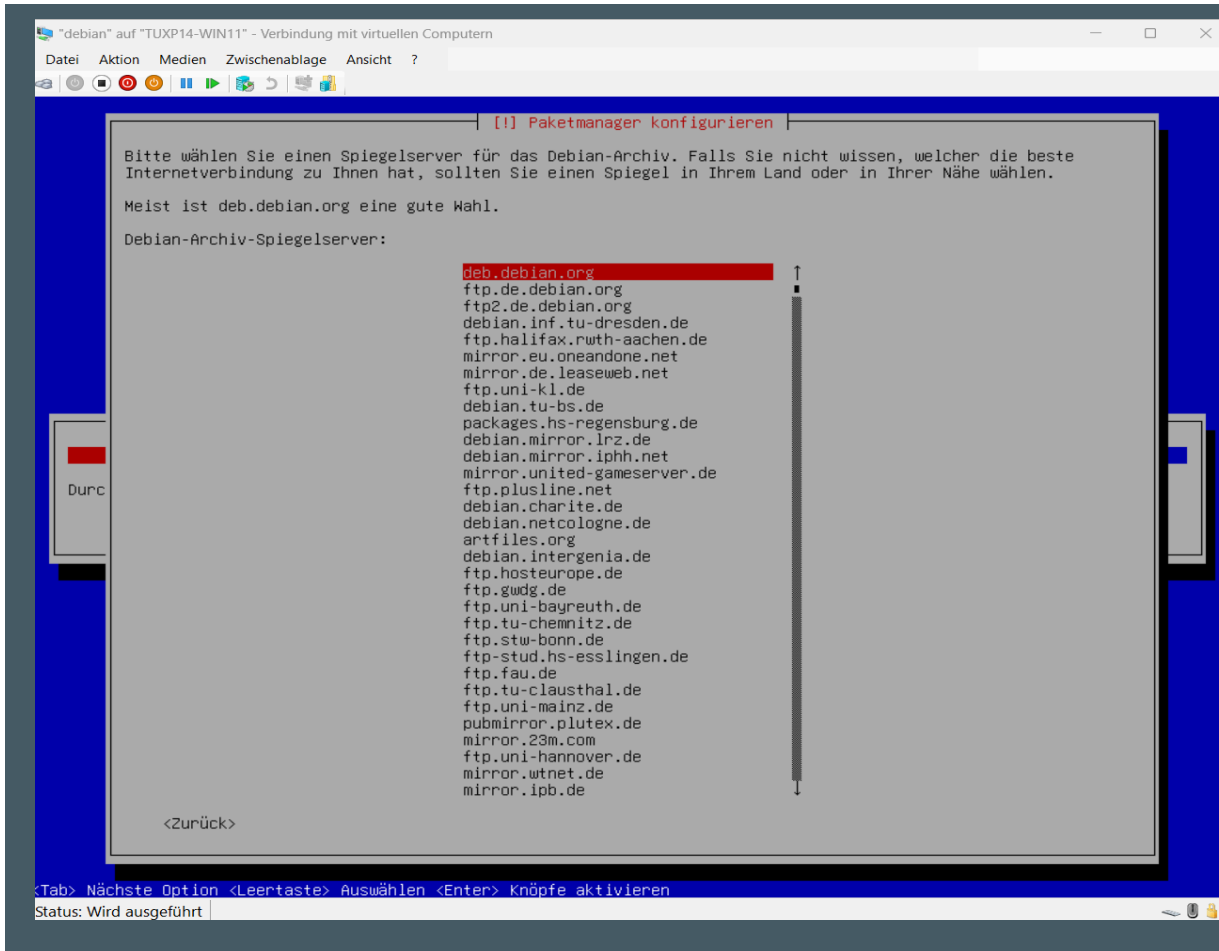 "debian" auf "TUXP14-WIN11" - Verbindung mit virtuellen Computern
Datei Aktion Medien Zwischenablage Ansicht ?
[!] Paketmanager konfigurieren
Bitte wählen Sie einen Spiegelserver für das Debian-Archiv. Falls Sie nicht wissen, welcher die beste
Internetverbindung zu Ihnen hat, sollten Sie einen Spiegel in Ihrem Land oder in Ihrer Nähe wählen.
Meist ist deb.debian.org eine gute Wahl.
Debian-Archiv-Spiegelserver:
deb.debian.org
ftp.de.debian.org
ftp2.de.debian.org
debian.inf.tu-dresden.de
ftp.halifax.rwth-aachen.de
mirror.eu.oneandone.net
mirror.de.leaseweb.net
ftp.uni-kl.de
debian.tu-bs.de
packages.hs-regensburg.de
debian.mirror.lrz.de
debian.mirror.iphh.net
mirror.united-gameserver.de
Durc
ftp.plusline.net
debian.charite.de
debian.netcologne.de
artfiles.org
debian.intergenia.de
ftp.hosteurope.de
ftp.gwdg.de
ftp.uni-bayreuth.de
ftp.tu-chemnitz.de
ftp.stw-bonn.de
ftp-stud.hs-esslingen.de
ftp.fau.de
ftp.tu-clausthal.de
ftp.uni-mainz.de
pubmirror.plutex.de
mirror.23m.com
ftp.uni-hannover.de
mirror.wtnet.de
mirror.ipb.de
<Zurück>
<Tab> Nächste Option <Leertaste> Auswählen <Enter> Knöpfe aktivieren
Status: Wird ausgeführt